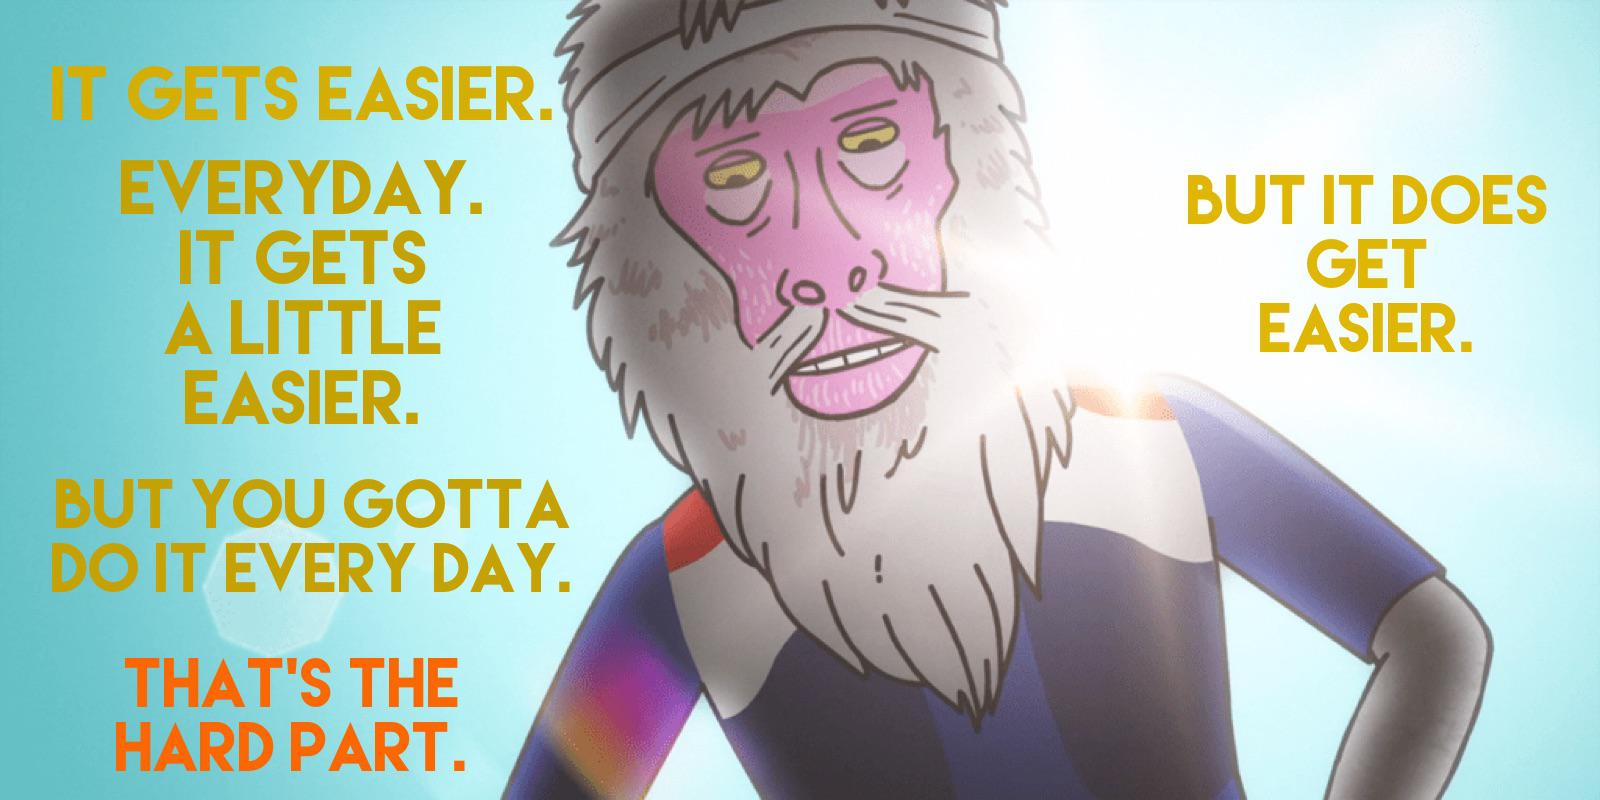 IT GETS EASIER.
EVERYDAY.
IT GETS
A LITTLE
EASIER.
BUT YOU GOTTA
DO IT EVERY DAY.
THAT'S THE
HARD PART.
BUT IT DOES
GET
EASIER.